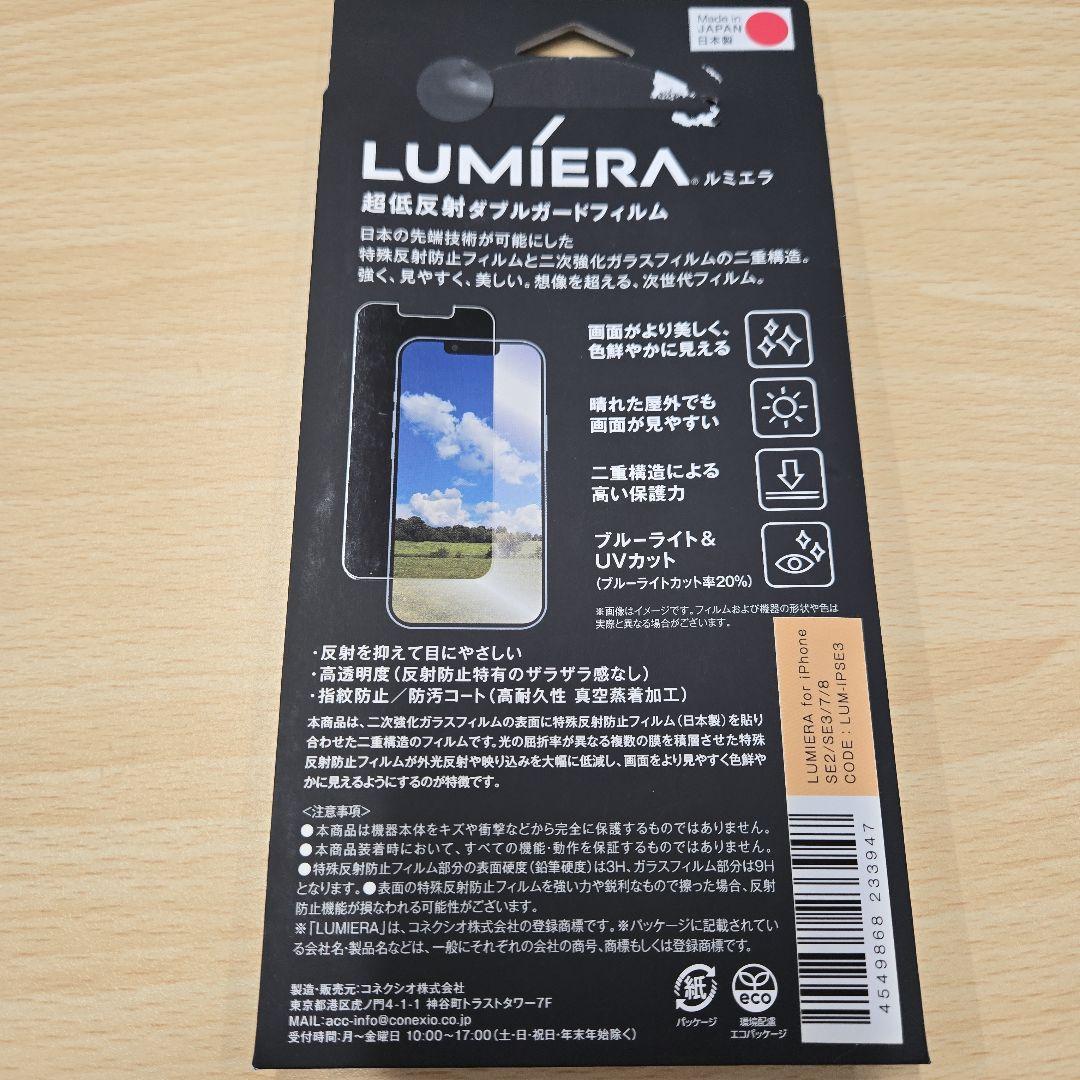 Made in
JAPAN
日本製
LUMÍERA® ルミエラ
超低反射ダブルガードフィルム
日本の先端技術が可能にした
特殊反射防止フィルムと二次強化ガラスフィルムの二重構造。
強く、見やすく、美しい。想像を超える、次世代フィルム。
画面がより美しく、
色鮮やかに見える
晴れた屋外でも
画面が見やすい
二重構造による
高い保護力
ブルーライト&
UVカット
(ブルーライトカット率20%)
※画像はイメージです。フィルムおよび機器の形状や色は
実際と異なる場合がございます。
・反射を抑えて目にやさしい
・高透明度(反射防止特有のザラザラ感なし)
・指紋防止/防汚コート(高耐久性 真空蒸着加工)
本商品は、二次強化ガラスフィルムの表面に特殊反射防止フィルム(日本製)を貼り
合わせた二重構造のフィルムです。光の屈折率が異なる複数の膜を積層させた特殊
反射防止フィルムが外光反射や映り込みを大幅に低減し、画面をより見やすく色鮮や
かに見えるようにするのが特徴です。
<注意事項>
●本商品は機器本体をキズや衝撃などから完全に保護するものではありません。
●本商品装着時において、すべての機能・動作を保証するものではありません。
●特殊反射防止フィルム部分の表面硬度(鉛筆硬度)は3H、ガラスフィルム部分は9H
となります。●表面の特殊反射防止フィルムを強い力や鋭利なもので擦った場合、反射
防止機能が損なわれる可能性がございます。
※「LUMIERA」は、コネクシオ株式会社の登録商標です。※パッケージに記載されてい
る会社名・製品名などは、一般にそれぞれの会社の商号、商標もしくは登録商標です。
製造・販売元:コネクシオ株式会社
東京都港区虎ノ門4-1-1 神谷町トラストタワー7F
MAIL:acc-info@conexio.co.jp
受付時間:月〜金曜日 10:00〜17:00(土・日・祝日・年末年始除く)
紙
パッケージ
eco
環境配慮
エコパッケージ
LUMIERA for iPhone
SE2/SE3/7/8
CODE : LUM-IPSE3
4549868 233947